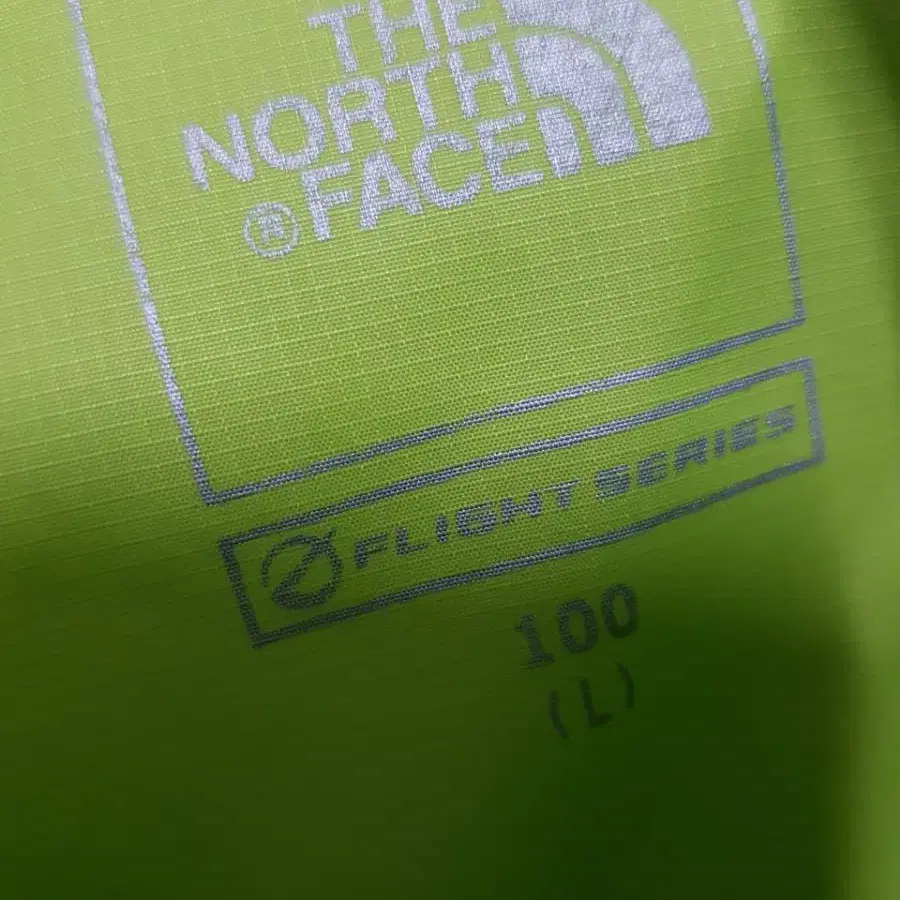 THE
NORTH
® FACE
FLIGHT SERIES
100
(L)